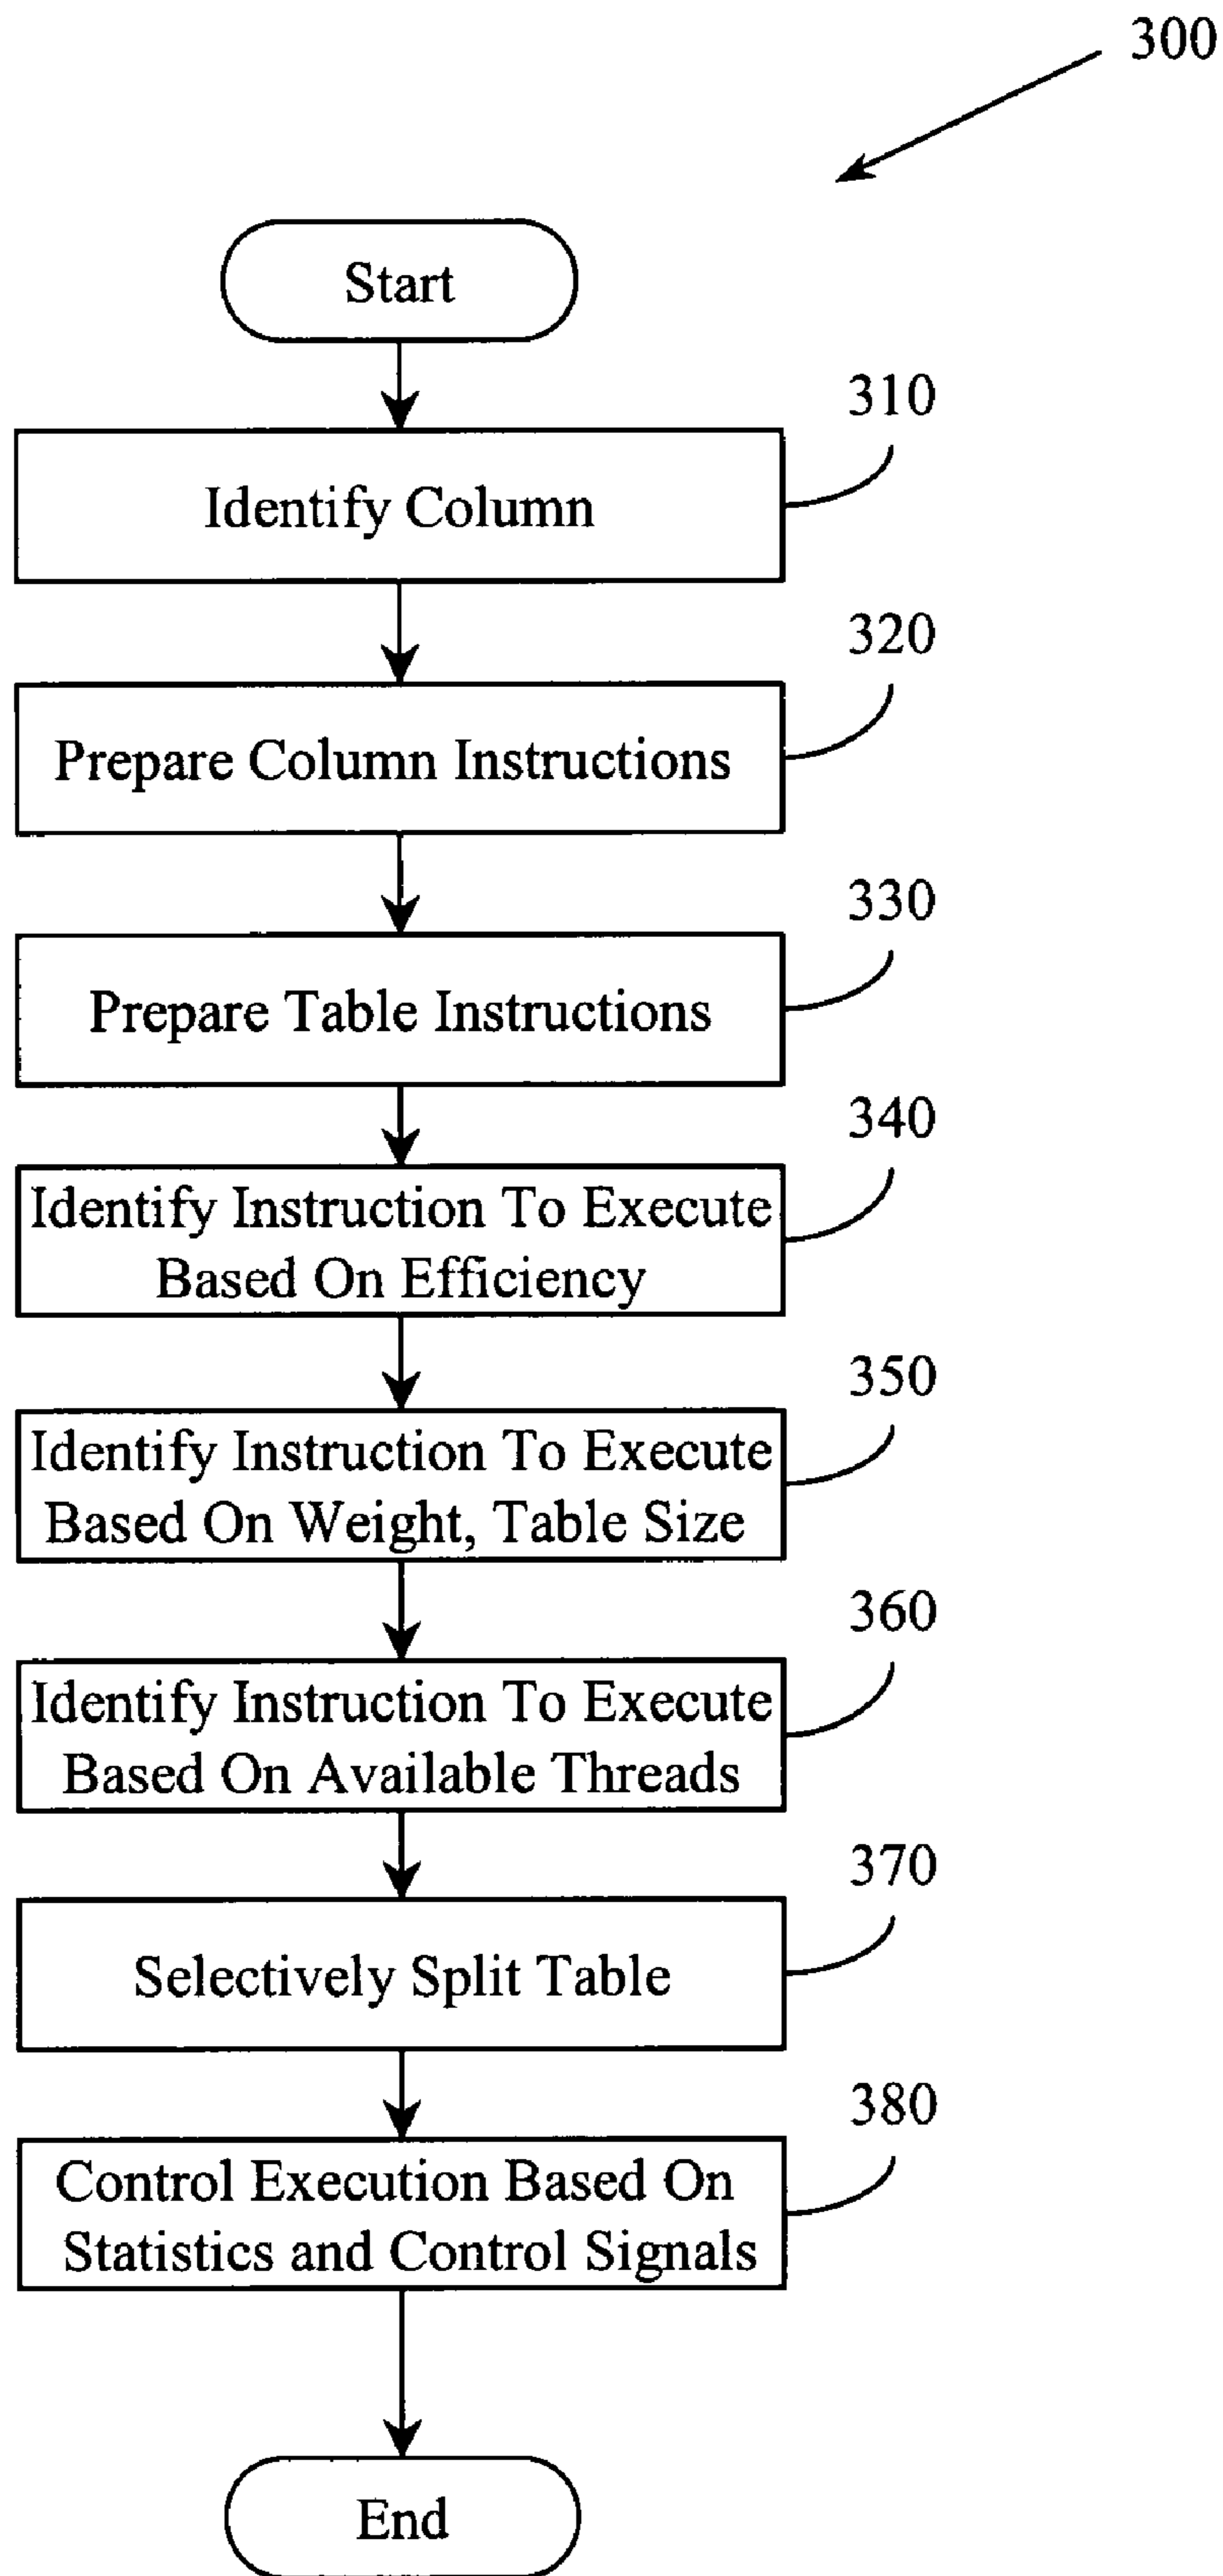 300
Start
310
Identify Column
320
Prepare Column Instructions
330
Prepare Table Instructions
340
Identify Instruction To Execute
Based On Efficiency
350
Identify Instruction To Execute
Based On Weight, Table Size
360
Identify Instruction To Execute
Based On Available Threads
370
Selectively Split Table
380
Control Execution Based On
Statistics and Control Signals
End